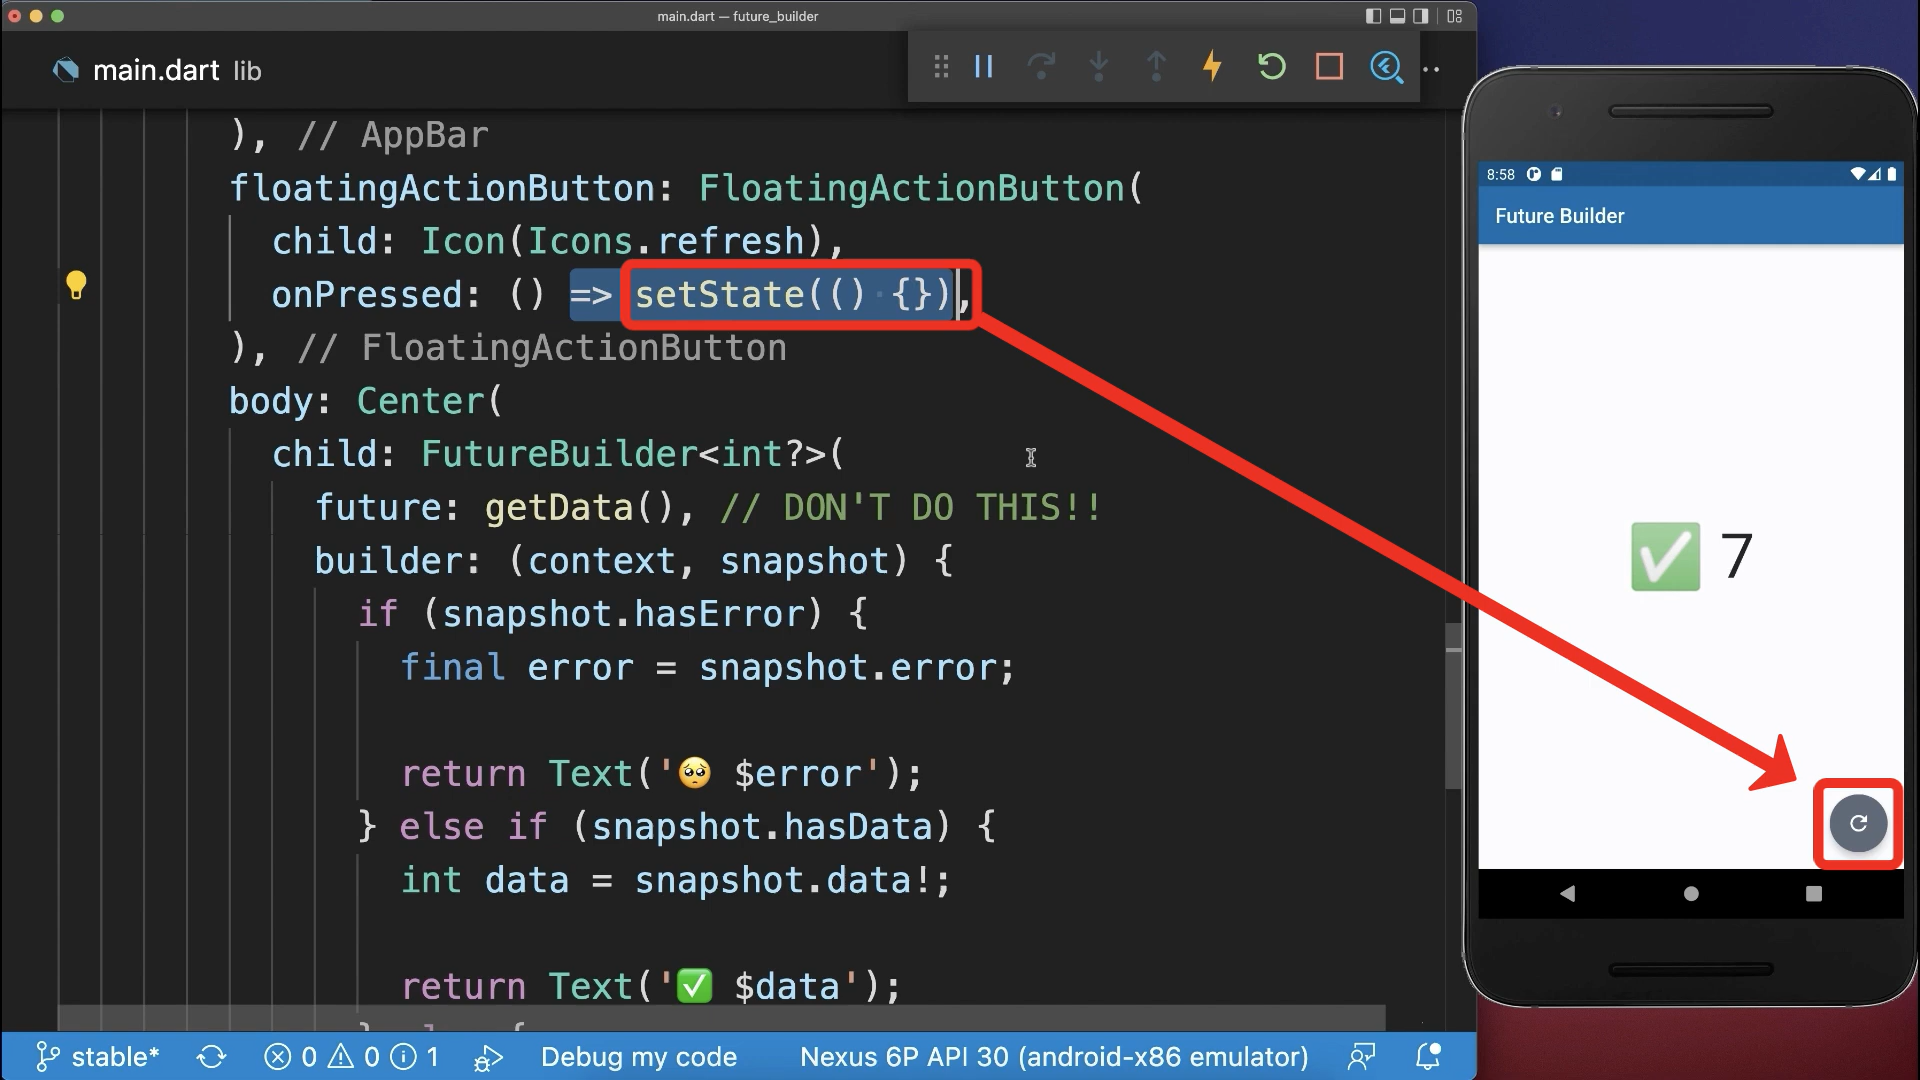 main.dart — future_builder
main.dart lib
), // AppBar
floatingActionButton: FloatingActionButton(
child: Icon(Icons.refresh),
onPressed: () => setState(() {}),
), // FloatingActionButton
body: Center(
child: FutureBuilder<int?>(
future: getData(), // DON'T DO THIS!!
builder: (context, snapshot) {
if (snapshot.hasError) {
final error = snapshot.error;
return Text('🥺 $error');
} else if (snapshot.hasData) {
int data = snapshot.data!;
return Text('✅ $data');
stable* 0 0 1 Debug my code Nexus 6P API 30 (android-x86 emulator)
8:58
Future Builder
✅ 7